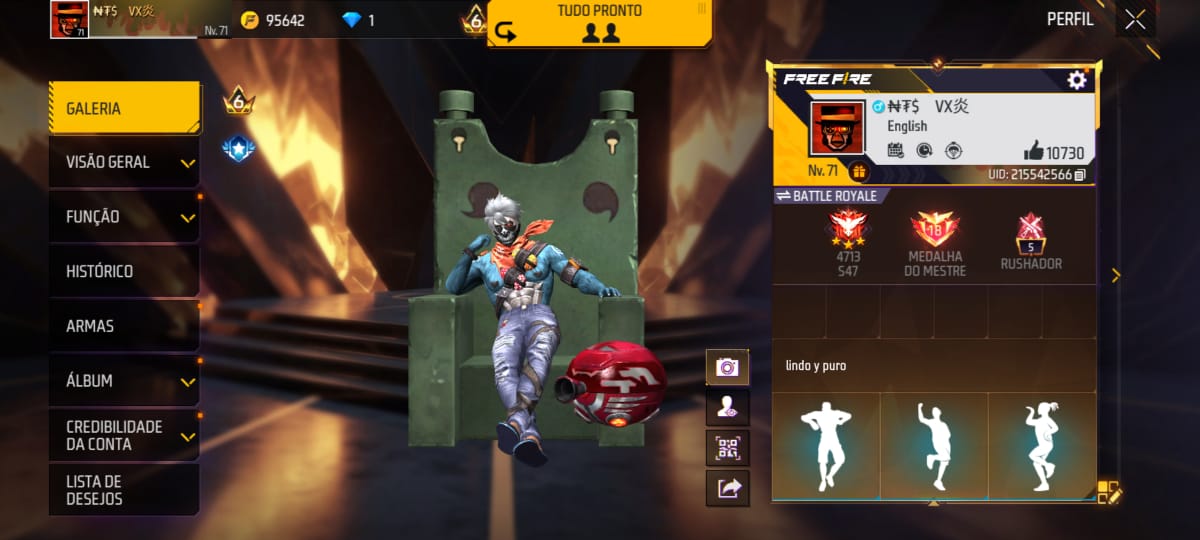 ₦₮$ VX炎
71
Nv. 71
95642
1
6
TUDO PRONTO
PERFIL
GALERIA
6
VISÃO GERAL
FUNÇÃO
HISTÓRICO
ARMAS
ÁLBUM
CREDIBILIDADE
DA CONTA
LISTA DE
DESEJOS
FREE FIRE
₦₮$ VX炎
English
10730
Nv. 71
UID: 215542566
BATTLE ROYALE
18
5
4713
S47
MEDALHA
DO MESTRE
RUSHADOR
lindo y puro